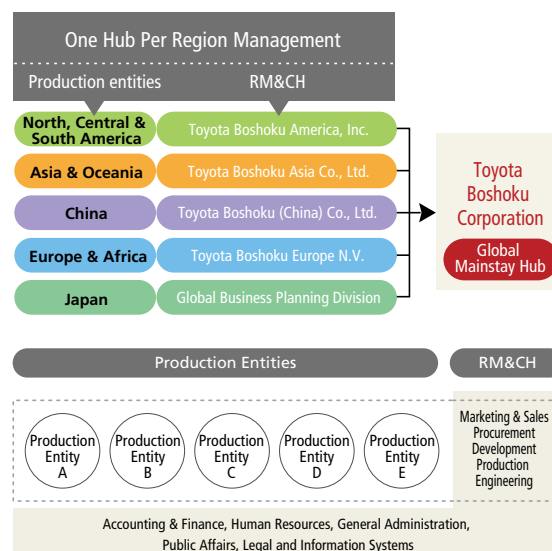 One Hub Per Region Management
Production entities
RM&CH
North, Central &
South America
Toyota Boshoku America, Inc.
Asia & Oceania
Toyota Boshoku Asia Co., Ltd.
China
Toyota Boshoku (China) Co., Ltd.
Europe & Africa
Toyota Boshoku Europe N.V.
Japan
Global Business Planning Division
Toyota
Boshoku
Corporation
Global
Mainstay Hub
Production Entities
RM&CH
Production
Entity
A
Production
Entity
B
Production
Entity
C
Production
Entity
D
Production
Entity
E
Marketing & Sales
Procurement
Development
Production
Engineering
Accounting & Finance, Human Resources, General Administration,
Public Affairs, Legal and Information Systems